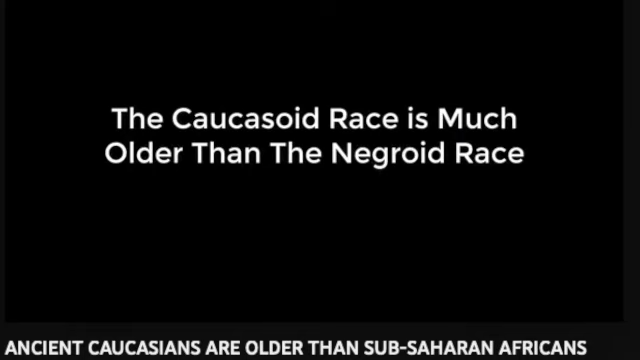 The Caucasoid Race is Much
Older Than The Negroid Race
ANCIENT CAUCASIANS ARE OLDER THAN SUB-SAHARAN AFRICANS